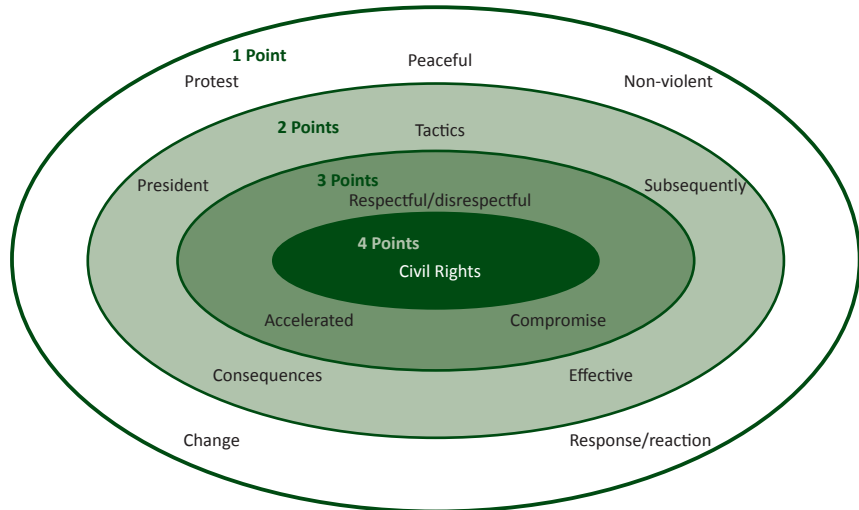 1 Point
Peaceful
Protest
Non-violent
2 Points
Tactics
President
3 Points
Subsequently
Respectful/disrespectful
4 Points
Civil Rights
Accelerated
Compromise
Consequences
Effective
Change
Response/reaction